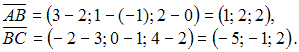 AB = (3 − 2; 1 − (−1); 2 − 0) = (1; 2; 2),
BC = (− 2 − 3; 0 − 1; 4 − 2) = (− 5; − 1; 2).